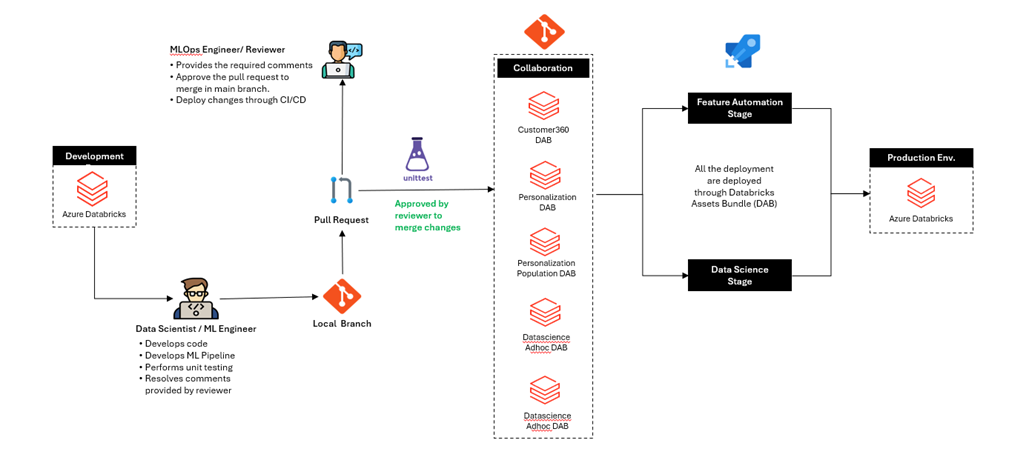 MLOps Engineer/ Reviewer
• Provides the required comments
• Approve the pull request to
merge in main branch.
• Deploy changes through CI/CD
Development
Azure Databricks
Data Scientist / ML Engineer
• Develops code
• Develops ML Pipeline
• Performs unit testing
• Resolves comments
provided by reviewer
Local Branch
Pull Request
unittest
Approved by
reviewer to
merge changes
Collaboration
Customer360
DAB
Personalization
DAB
Personalization
Population DAB
Datascience
Adhoc DAB
Datascience
Adhoc DAB
Feature Automation
Stage
All the deployment
are deployed
through Databricks
Assets Bundle (DAB)
Data Science
Stage
Production Env.
Azure Databricks